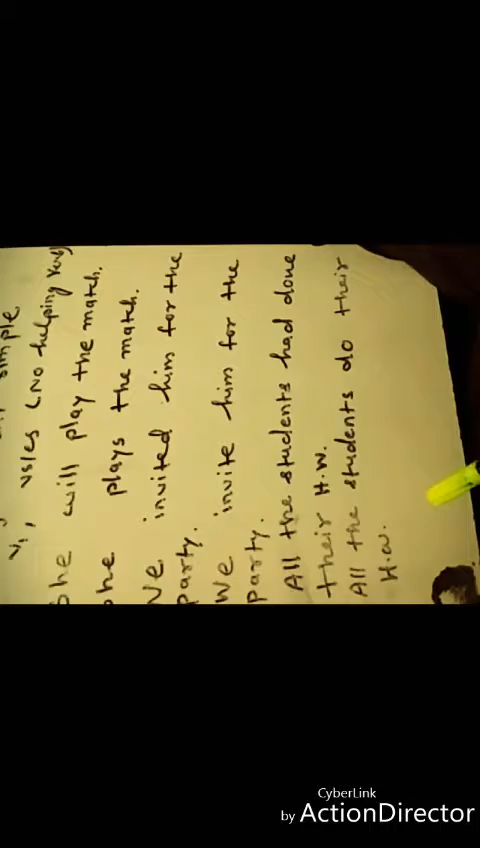 simple
V₁, Vs/es (No helping Verb)
She will play the match.
She plays the match.
We invited him for the
party.
We invite him for the
party.
All the students had done
their H.W.
All the students do their
H.W.
CyberLink
by ActionDirector